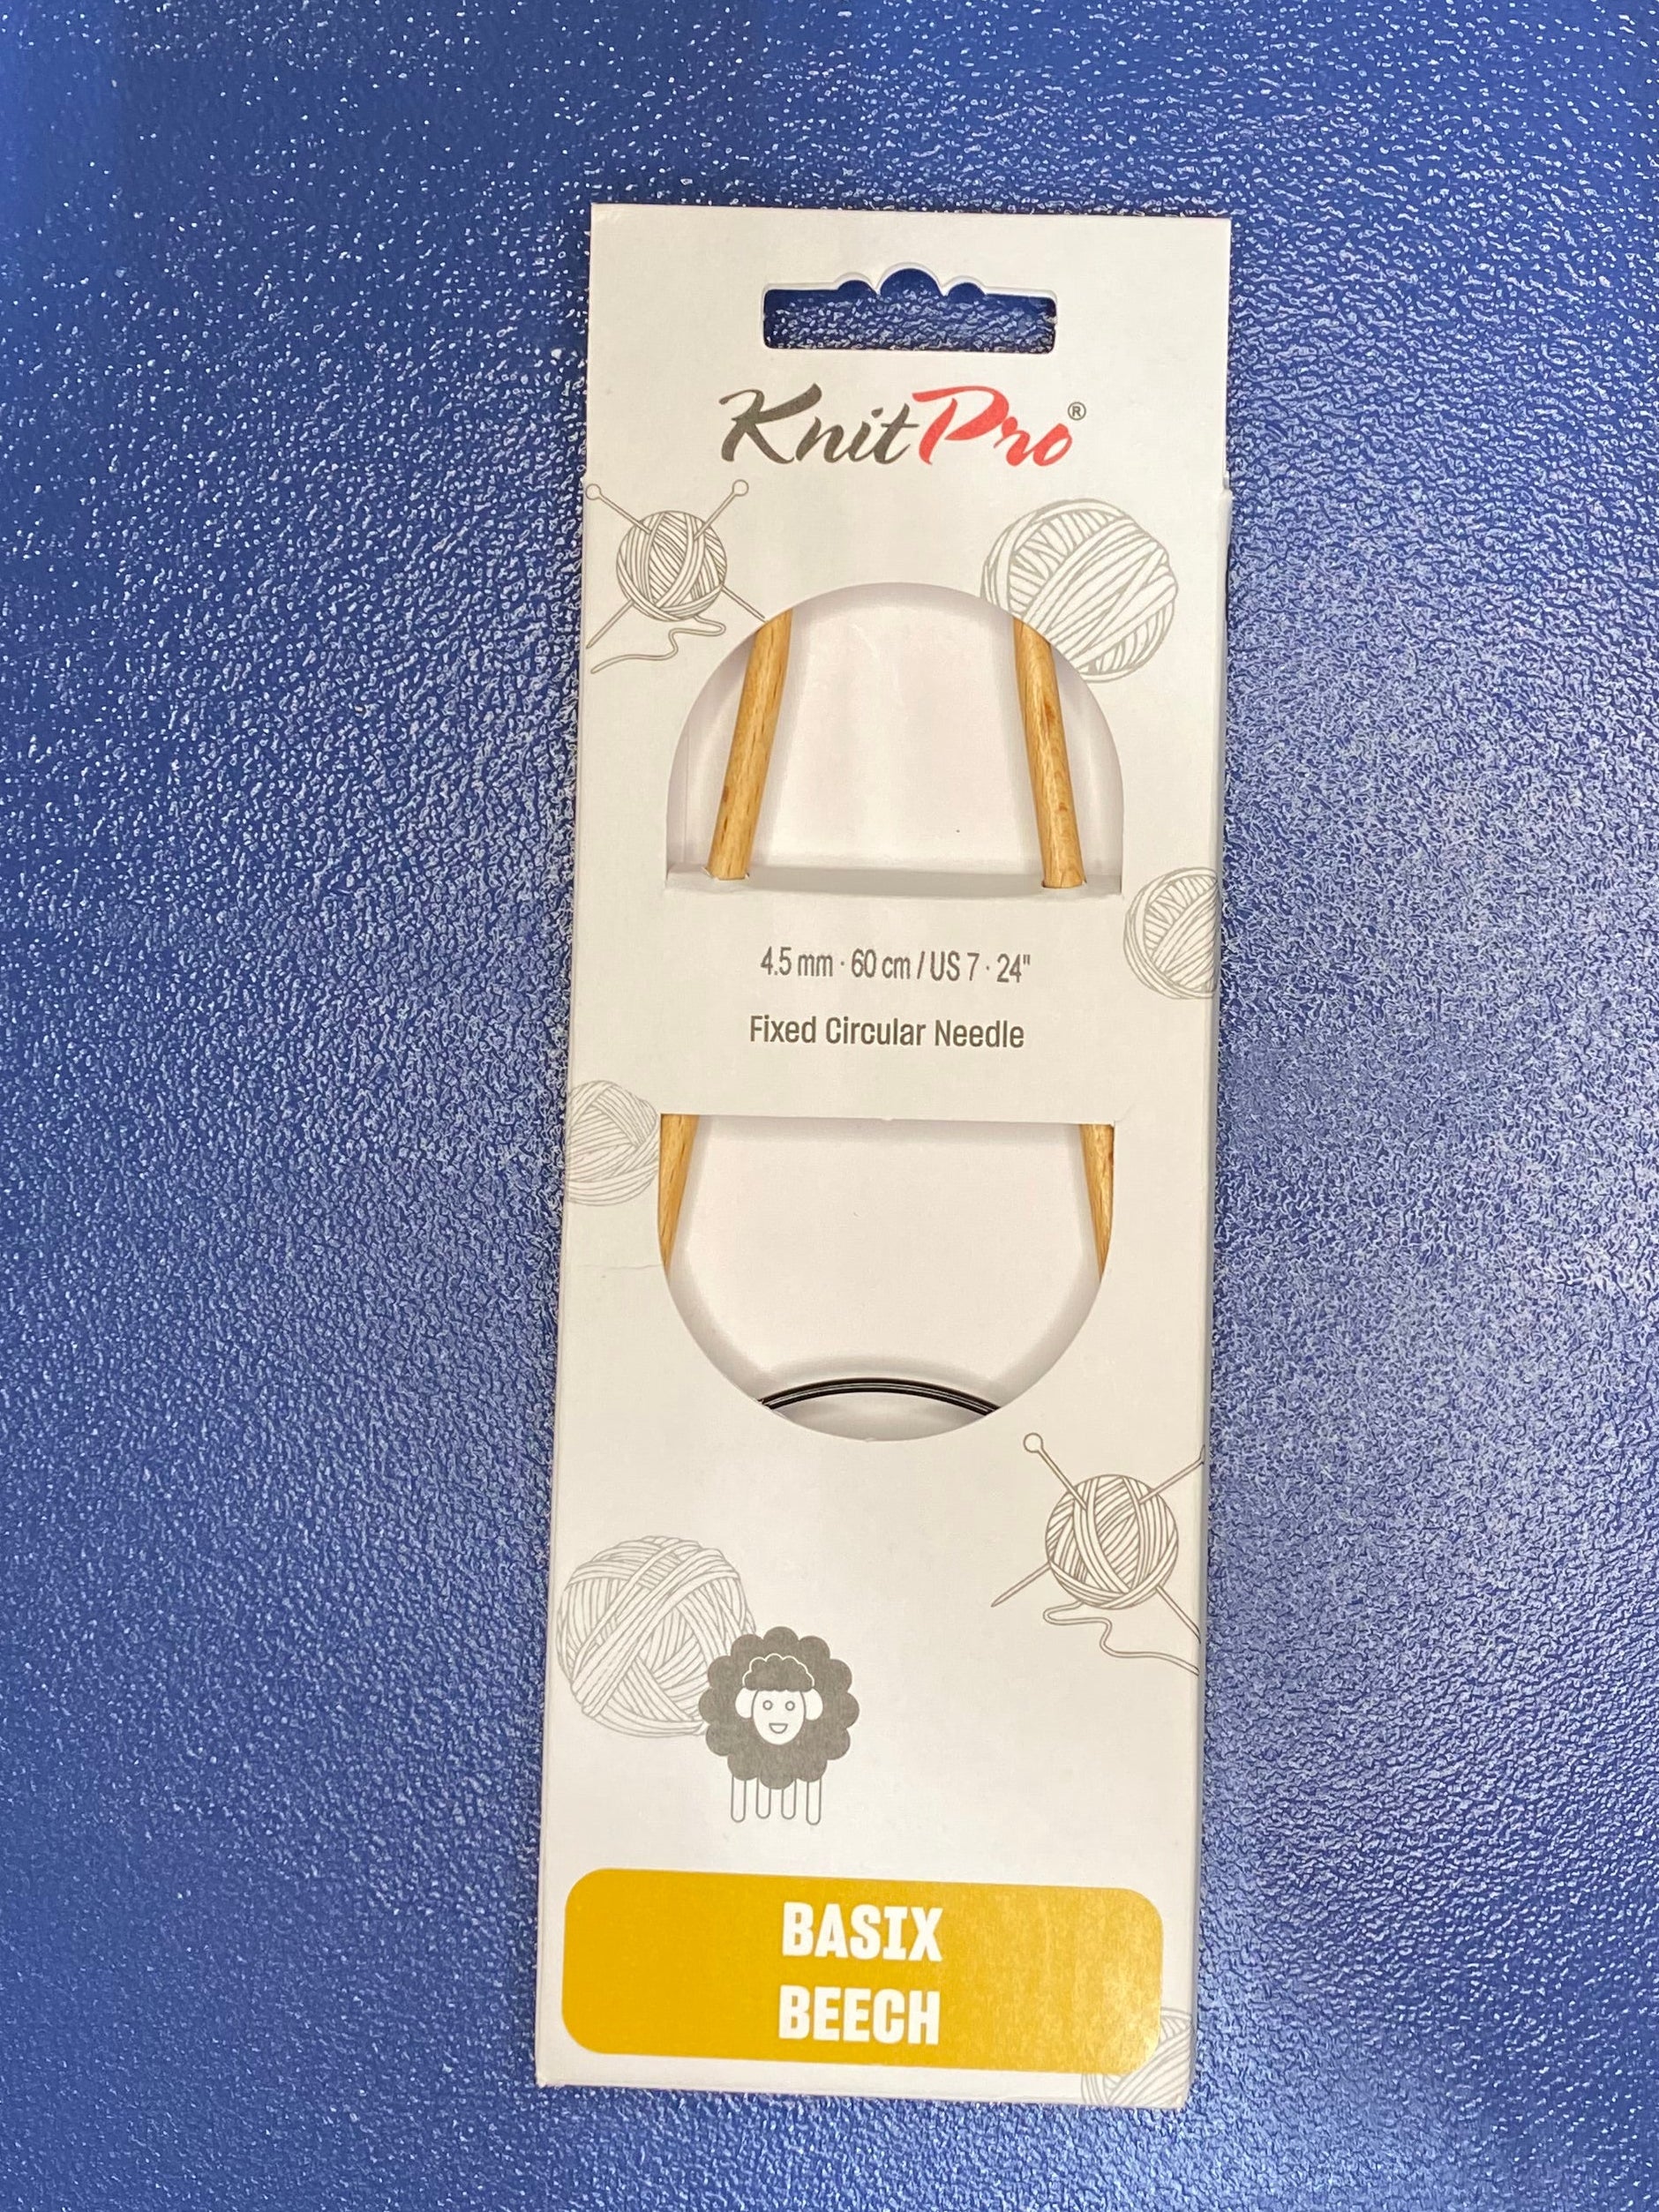 KnitPro®
4.5 mm · 60 cm / US 7 · 24"
Fixed Circular Needle
BASIX
BEECH